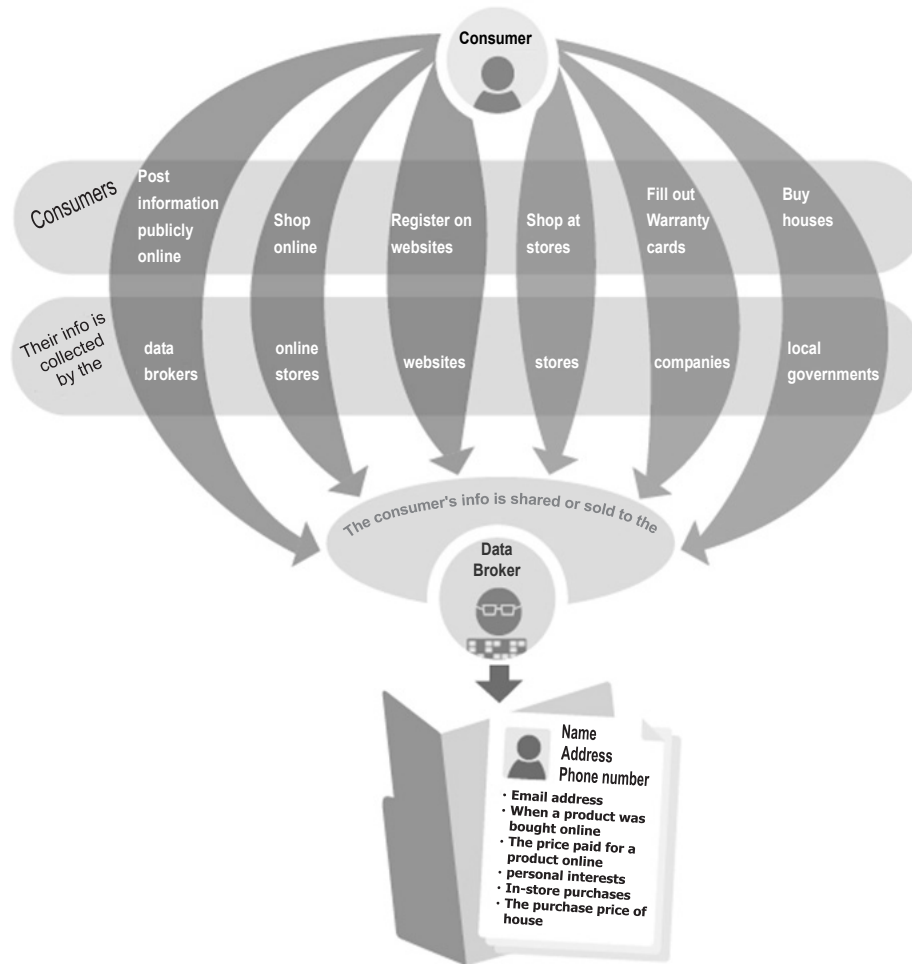 Consumer
Consumers
Post
information
publicly
online
Shop
online
Register on
websites
Shop at
stores
Fill out
Warranty
cards
Buy
houses
Their info is
collected
by the
data
brokers
online
stores
websites
stores
companies
local
governments
The consumer's info is shared or sold to the
Data
Broker
Name
Address
Phone number
· Email address
· When a product was
bought online
· The price paid for a
product online
· personal interests
· In-store purchases
· The purchase price of
house